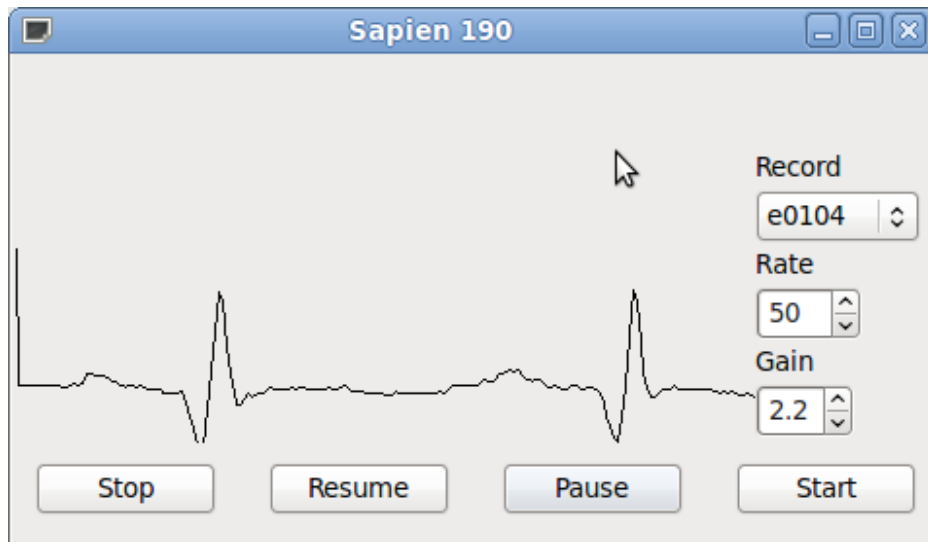 Sapien 190
Record
e0104
Rate
50
Gain
2.2
Stop Resume Pause Start